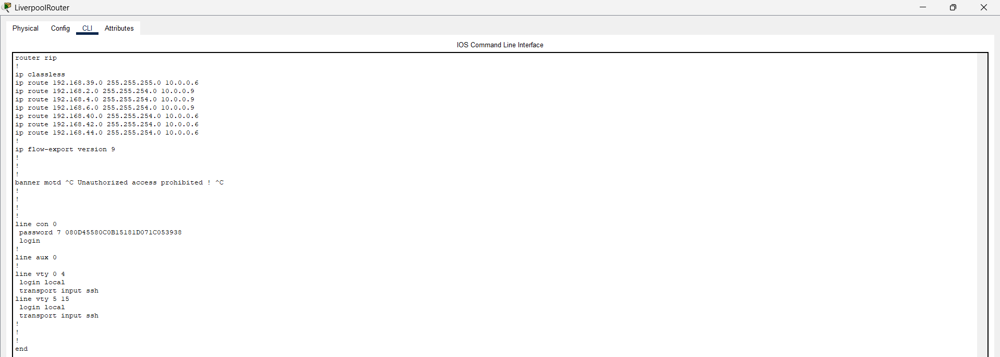 LiverpoolRouter
Physical Config CLI Attributes
IOS Command Line Interface
router rip
!
ip classless
ip route 192.168.39.0 255.255.255.0 10.0.0.6
ip route 192.168.2.0 255.255.254.0 10.0.0.9
ip route 192.168.4.0 255.255.254.0 10.0.0.9
ip route 192.168.6.0 255.255.254.0 10.0.0.9
ip route 192.168.40.0 255.255.254.0 10.0.0.6
ip route 192.168.42.0 255.255.254.0 10.0.0.6
ip route 192.168.44.0 255.255.254.0 10.0.0.6
!
ip flow-export version 9
!
!
!
banner motd ^C Unauthorized access prohibited ! ^C
!
!
!
!
line con 0
password 7 080D45580C0B15181D071C053938
login
!
line aux 0
!
line vty 0 4
login local
transport input ssh
line vty 5 15
login local
transport input ssh
!
!
!
end